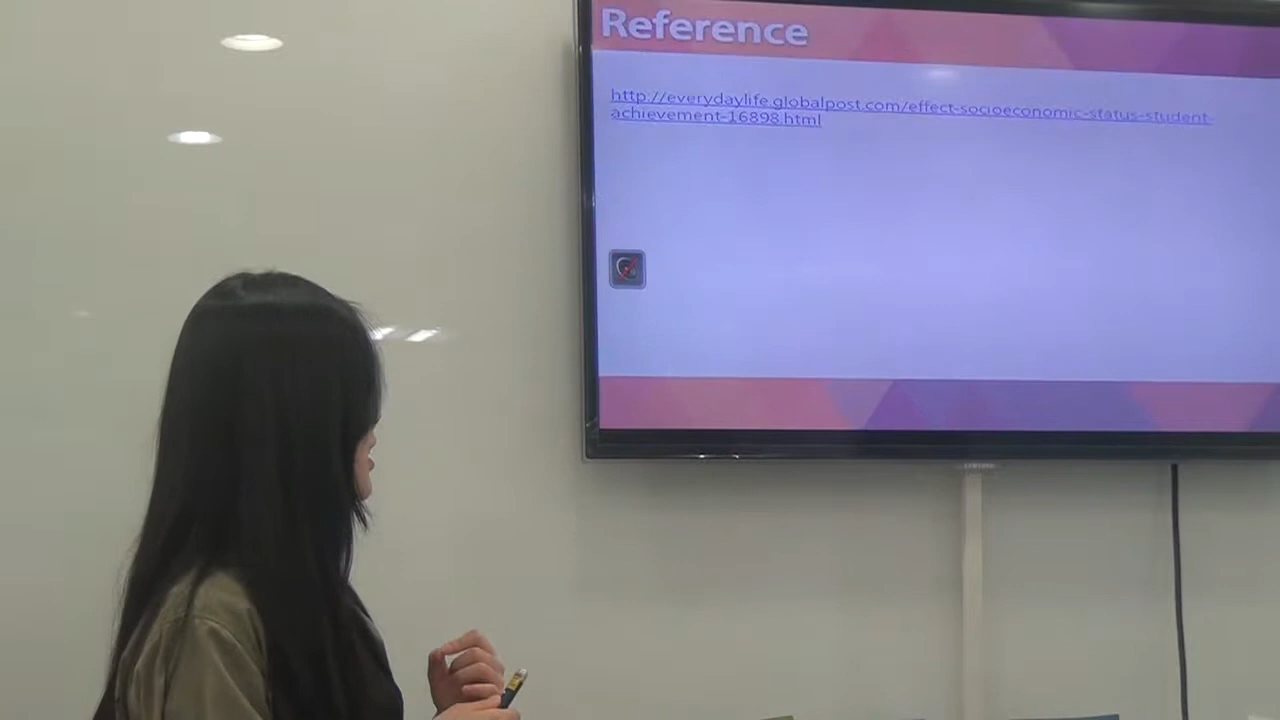 Reference
http://everydaylife.globalpost.com/effect-socioeconomic-status-student-
achievement-16898.html